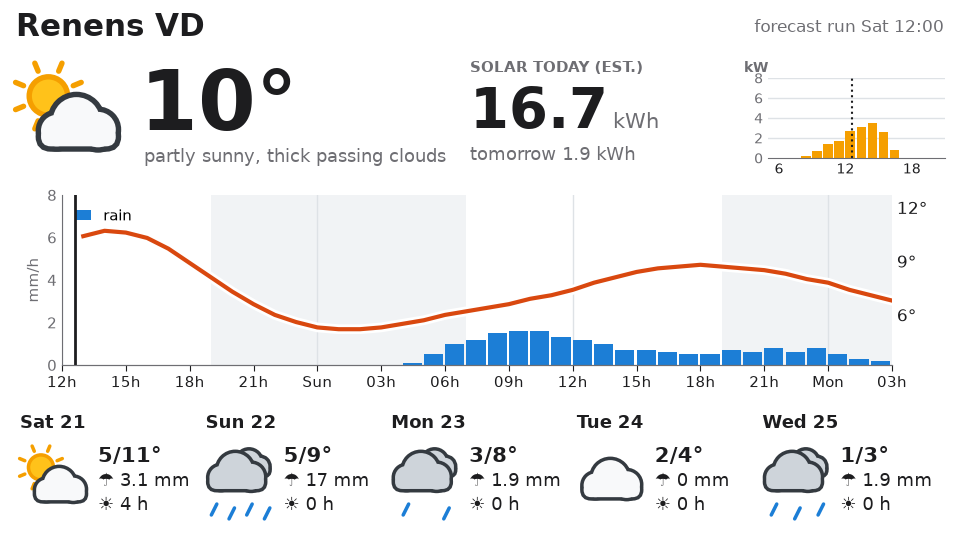 Renens VD
forecast run Sat 12:00
10°
partly sunny, thick passing clouds
SOLAR TODAY (EST.)
16.7 kWh
tomorrow 1.9 kWh
kW
8
6
4
2
0
6 12 18
8
6
4
2
0
mm/h
rain
12°
9°
6°
12h 15h 18h 21h Sun 03h 06h 09h 12h 15h 18h 21h Mon 03h
Sat 21
5/11°
☂ 3.1 mm
☀ 4 h
Sun 22
5/9°
☂ 17 mm
☀ 0 h
Mon 23
3/8°
☂ 1.9 mm
☀ 0 h
Tue 24
2/4°
☂ 0 mm
☀ 0 h
Wed 25
1/3°
☂ 1.9 mm
☀ 0 h